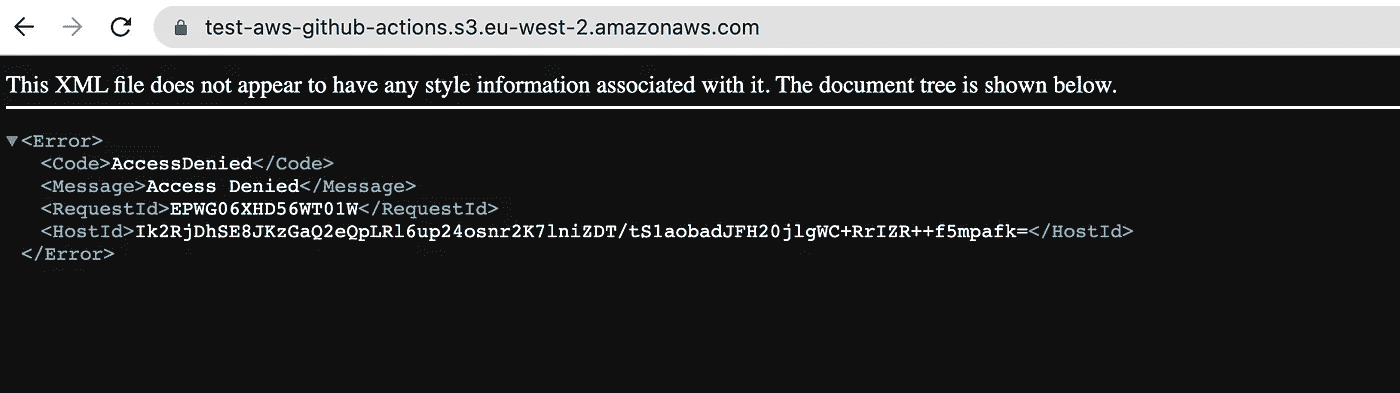 test-aws-github-actions.s3.eu-west-2.amazonaws.com
This XML file does not appear to have any style information associated with it. The document tree is shown below.
<Error>
<Code>AccessDenied</Code>
<Message>Access Denied</Message>
<RequestId>EPWG06XHD56WT01W</RequestId>
<HostId>Ik2RjDhSE8JKzGaQ2eQpLRl6up24osnr2K7lniZDT/tSlaobadJFH20jlgWC+RrIZR++f5mpafk=</HostId>
</Error>